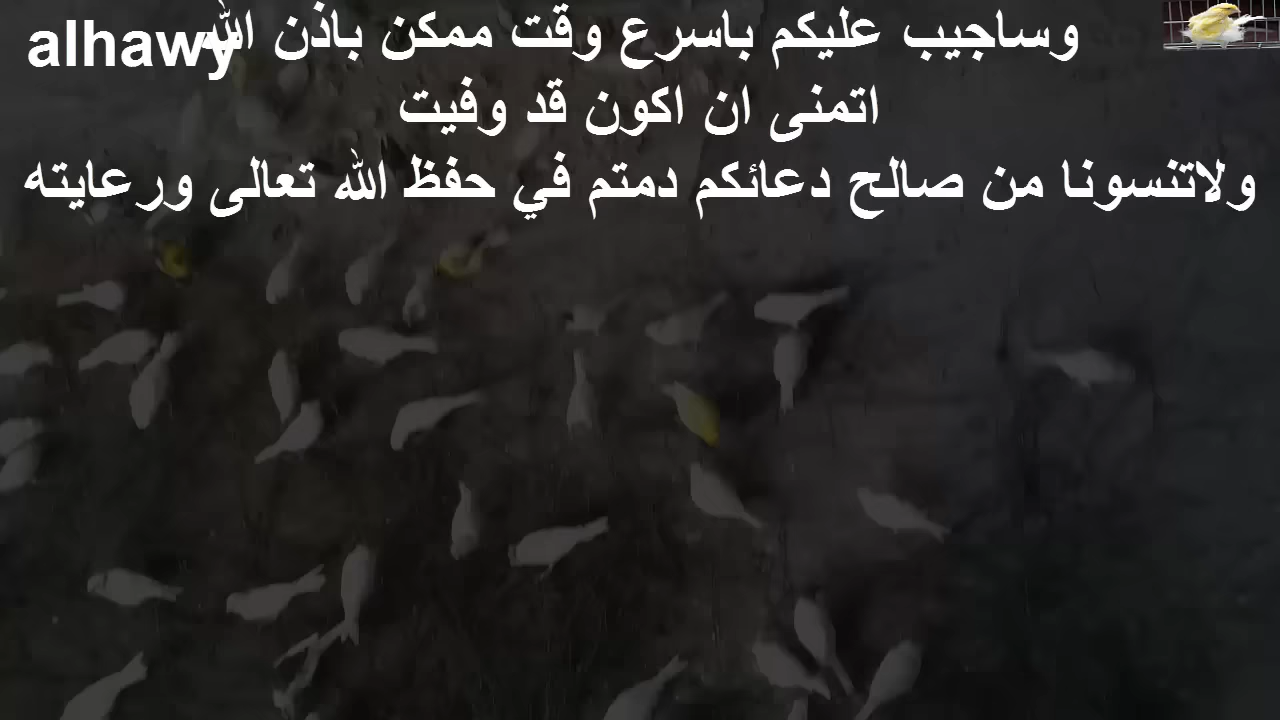 alhawy
وساجيب عليكم باسرع وقت ممكن باذن الله
اتمنى ان اكون قد وفيت
ولاتنسونا من صالح دعائكم دمتم في حفظ الله تعالى ورعايته